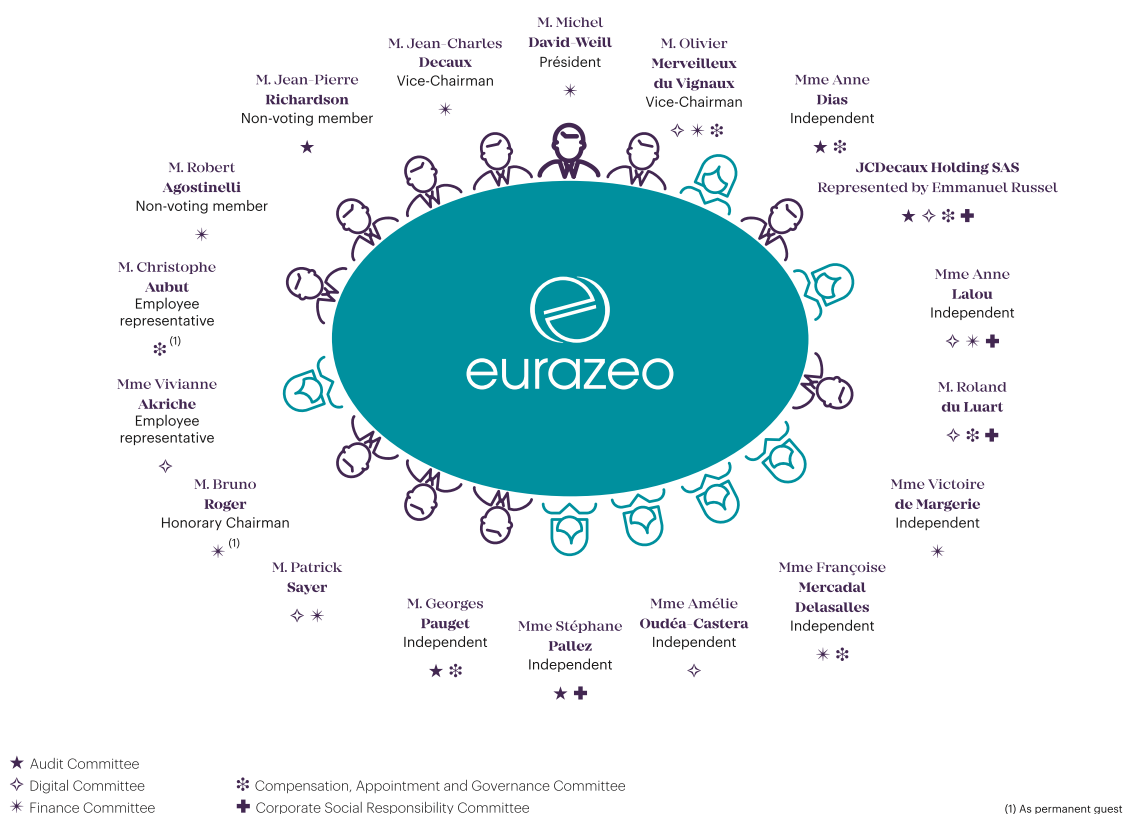 M. Michel
David-Weill
Président
M. Jean-Charles
Decaux
Vice-Chairman
M. Olivier
Merveilleux
du Vignaux
Vice-Chairman
M. Jean-Pierre
Richardson
Non-voting member
Mme Anne
Dias
Independent
M. Robert
Agostinelli
Non-voting member
JCDecaux Holding SAS
Represented by Emmanuel Russel
M. Christophe
Aubut
Employee
representative
(1)
Mme Anne
Lalou
Independent
eurazeo
Mme Vivianne
Akriche
Employee
representative
M. Roland
du Luart
M. Bruno
Roger
Honorary Chairman
(1)
Mme Victoire
de Margerie
Independent
M. Patrick
Sayer
Mme Françoise
Mercadal
Delasalles
Independent
M. Georges
Pauget
Independent
Mme Stéphane
Pallez
Independent
Mme Amélie
Oudéa-Castera
Independent
Audit Committee
Digital Committee
Finance Committee
Compensation, Appointment and Governance Committee
Corporate Social Responsibility Committee
(1) As permanent guest